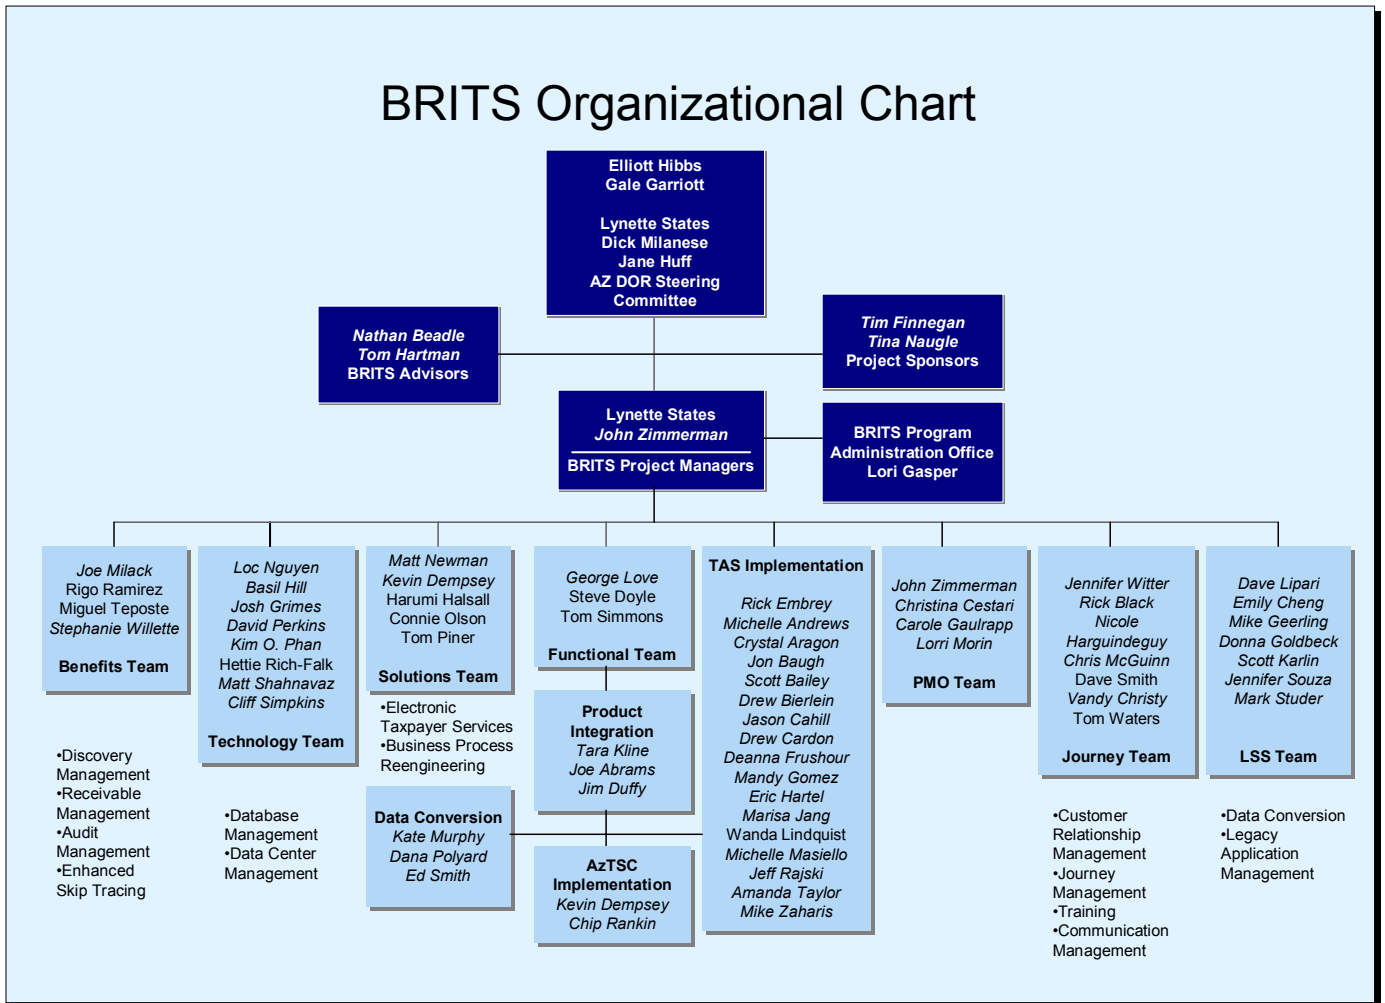 BRITS Organizational Chart
Elliott Hibbs
Gale Garriott
Lynette States
Dick Milanese
Jane Huff
AZ DOR Steering
Committee
Nathan Beadle
Tom Hartman
BRITS Advisors
Tim Finnegan
Tina Naugle
Project Sponsors
Lynette States
John Zimmerman
BRITS Project Managers
BRITS Program
Administration Office
Lori Gasper
Joe Milack
Rigo Ramirez
Miguel Teposte
Stephanie Willette
Benefits Team
•Discovery
Management
•Receivable
Management
•Audit
Management
•Enhanced
Skip Tracing
Loc Nguyen
Basil Hill
Josh Grimes
David Perkins
Kim O. Phan
Hettie Rich-Falk
Matt Shahnavaz
Cliff Simpkins
Technology Team
•Database
Management
•Data Center
Management
Matt Newman
Kevin Dempsey
Harumi Halsall
Connie Olson
Tom Piner
Solutions Team
•Electronic
Taxpayer Services
•Business Process
Reengineering
Data Conversion
Kate Murphy
Dana Polyard
Ed Smith
George Love
Steve Doyle
Tom Simmons
Functional Team
Product
Integration
Tara Kline
Joe Abrams
Jim Duffy
AzTSC
Implementation
Kevin Dempsey
Chip Rankin
TAS Implementation
Rick Embrey
Michelle Andrews
Crystal Aragon
Jon Baugh
Scott Bailey
Drew Bierlein
Jason Cahill
Drew Cardon
Deanna Frushour
Mandy Gomez
Eric Hartel
Marisa Jang
Wanda Lindquist
Michelle Masiello
Jeff Rajski
Amanda Taylor
Mike Zaharis
John Zimmerman
Christina Cestari
Carole Gaulrapp
Lorri Morin
PMO Team
Jennifer Witter
Rick Black
Nicole
Harguindeguy
Chris McGuinn
Dave Smith
Vandy Christy
Tom Waters
Journey Team
•Customer
Relationship
Management
•Journey
Management
•Training
•Communication
Management
Dave Lipari
Emily Cheng
Mike Geerling
Donna Goldbeck
Scott Karlin
Jennifer Souza
Mark Studer
LSS Team
•Data Conversion
•Legacy
Application
Management